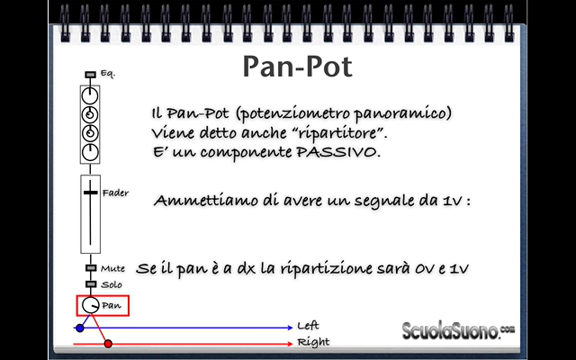 Pan-Pot
Eq.
Il Pan-Pot (potenziometro panoramico)
Viene detto anche "ripartitore".
E' un componente PASSIVO.
Fader
Ammettiamo di avere un segnale da 1v :
Mute
Se il pan è a dx la ripartizione sarà 0v e 1v
Solo
Pan
Left
Right
ScuolaSuono.com